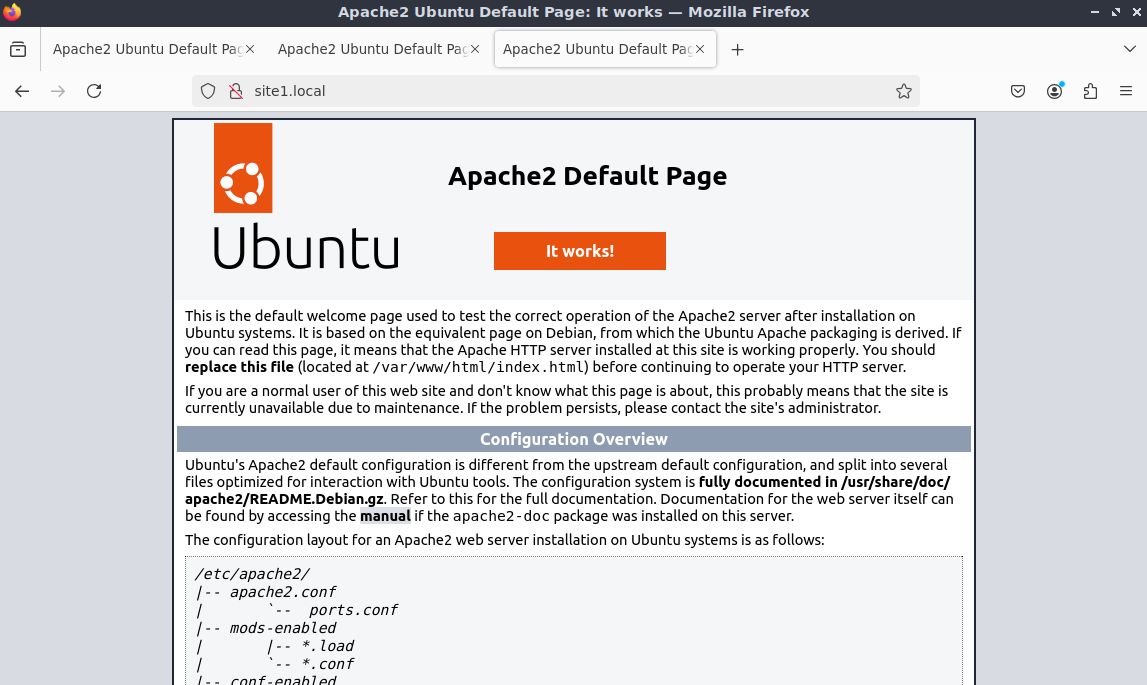 Apache2 Ubuntu Default Page: It works — Mozilla Firefox
Apache2 Ubuntu Default Pag
Apache2 Ubuntu Default Pag
Apache2 Ubuntu Default Pag
site1.local
Ubuntu
Apache2 Default Page
It works!
This is the default welcome page used to test the correct operation of the Apache2 server after installation on
Ubuntu systems. It is based on the equivalent page on Debian, from which the Ubuntu Apache packaging is derived. If
you can read this page, it means that the Apache HTTP server installed at this site is working properly. You should
replace this file (located at /var/www/html/index.html) before continuing to operate your HTTP server.
If you are a normal user of this web site and don't know what this page is about, this probably means that the site is
currently unavailable due to maintenance. If the problem persists, please contact the site's administrator.
Configuration Overview
Ubuntu's Apache2 default configuration is different from the upstream default configuration, and split into several
files optimized for interaction with Ubuntu tools. The configuration system is fully documented in /usr/share/doc/
apache2/README.Debian.gz. Refer to this for the full documentation. Documentation for the web server itself can
be found by accessing the manual if the apache2-doc package was installed on this server.
The configuration layout for an Apache2 web server installation on Ubuntu systems is as follows:
/etc/apache2/
|-- apache2.conf
|       `--  ports.conf
|-- mods-enabled
|       |-- *.load
|       `-- *.conf
|-- conf-enabled